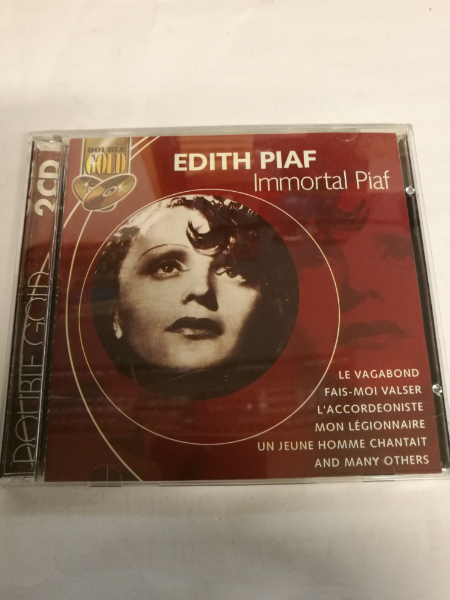 DOUBLE
GOLD
2CD
DOUBLE GOLD
EDITH PIAF
Immortal Piaf
LE VAGABOND
FAIS-MOI VALSER
L'ACCORDEONISTE
MON LÉGIONNAIRE
UN JEUNE HOMME CHANTAIT
AND MANY OTHERS